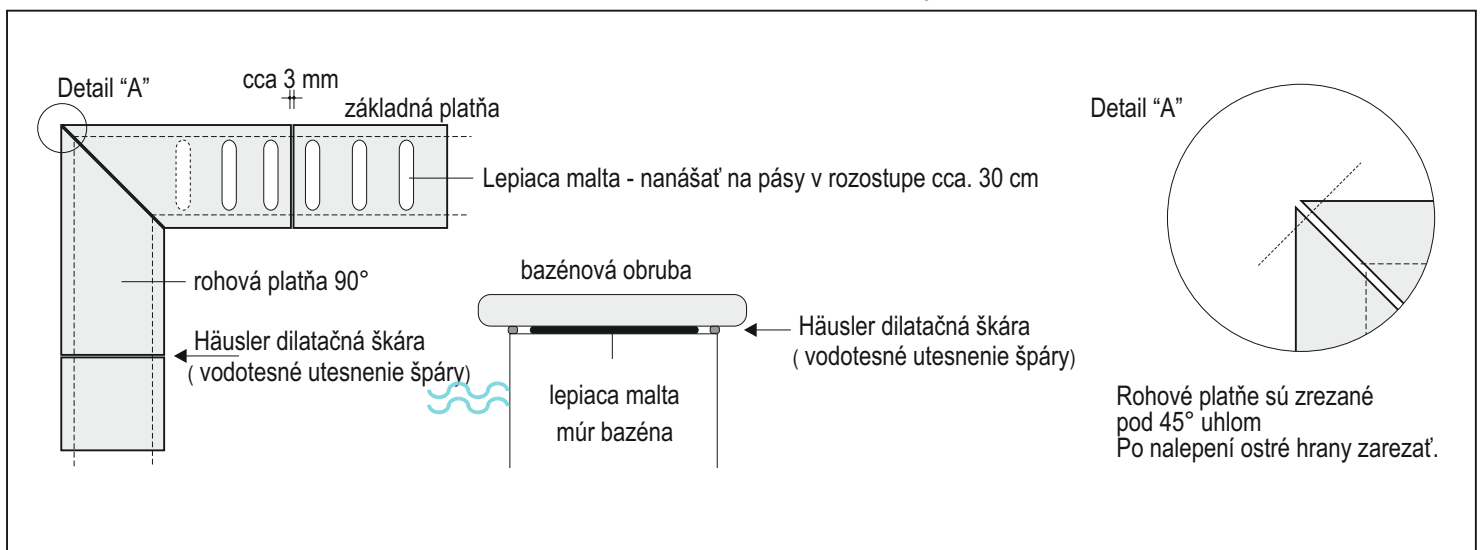 Detail “A”
cca 3 mm
základná platňa
Lepiaca malta - nanášať na pásy v rozostupe cca. 30 cm
rohová platňa 90°
Häusler dilatačná škára
( vodotesné utesnenie špáry)
bazénová obruba
Häusler dilatačná škára
( vodotesné utesnenie špáry)
lepiaca malta
múr bazéna
Detail “A”
Rohové platňe sú zrezané
pod 45° uhlom
Po nalepení ostré hrany zarezať.